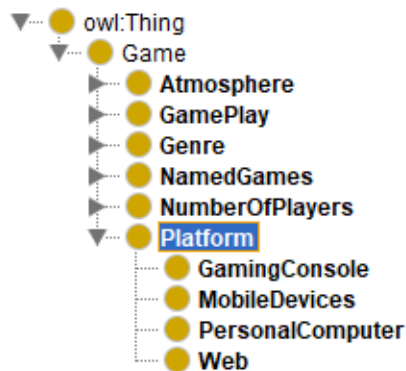 owl:Thing
Game
Atmosphere
GamePlay
Genre
NamedGames
NumberOfPlayers
Platform
GamingConsole
MobileDevices
PersonalComputer
Web